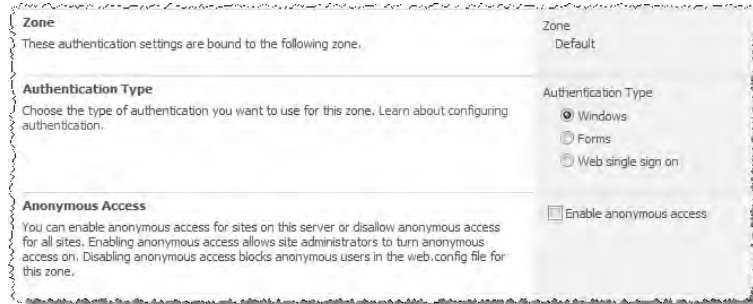 Zone
These authentication settings are bound to the following zone.
Zone
Default
Authentication Type
Choose the type of authentication you want to use for this zone. Learn about configuring
authentication.
Authentication Type
Windows
Forms
Web single sign on
Anonymous Access
You can enable anonymous access for sites on this server or disallow anonymous access
for all sites. Enabling anonymous access allows site administrators to turn anonymous
access on. Disabling anonymous access blocks anonymous users in the web.config file for
this zone.
Enable anonymous access